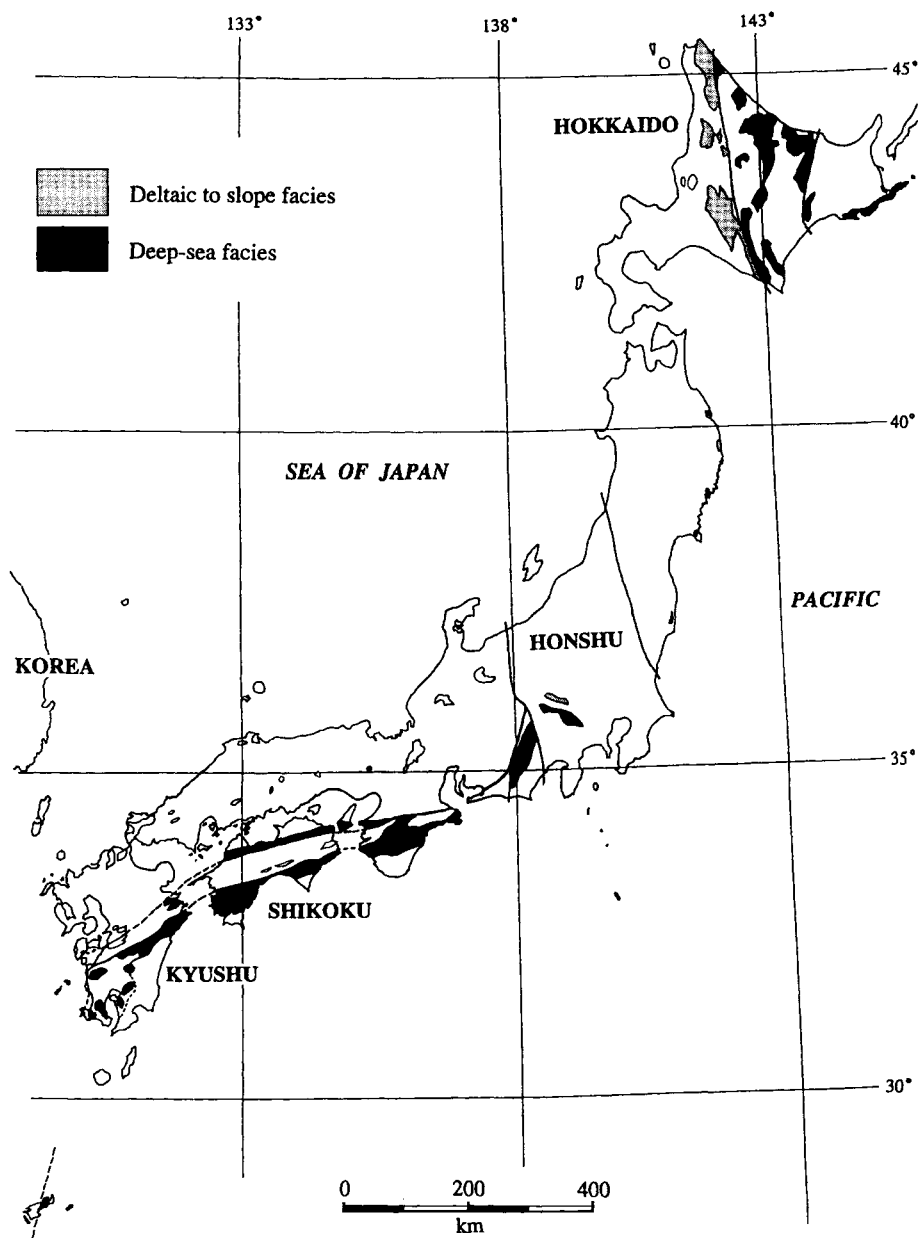 133°
138°
143°
45°
HOKKAIDO
Deltaic to slope facies
Deep-sea facies
40°
SEA OF JAPAN
PACIFIC
KOREA
HONSHU
35°
SHIKOKU
KYUSHU
30°
0 200 400
km